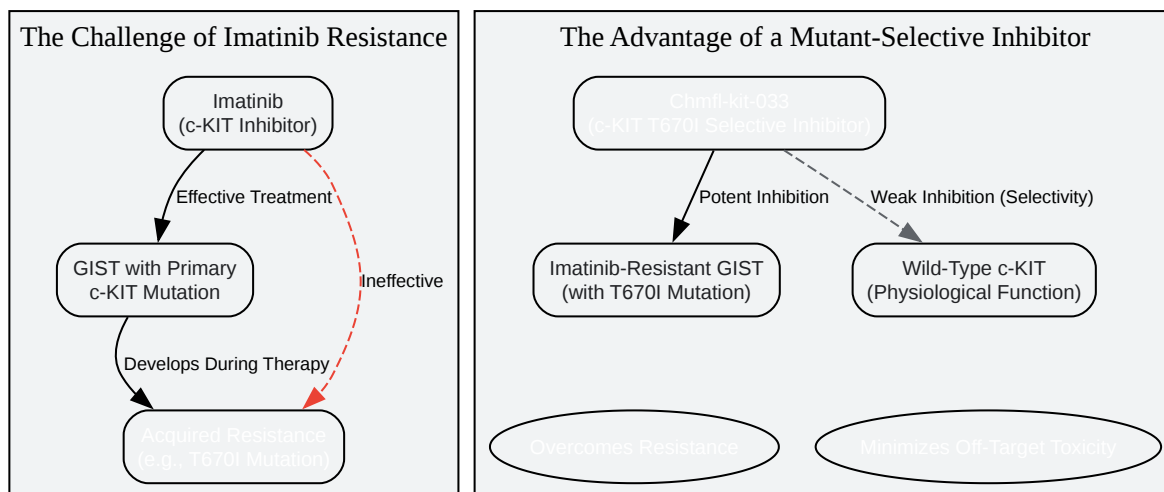 The Challenge of Imatinib Resistance
Imatinib
(c-KIT Inhibitor)
Effective Treatment
Ineffective
GIST with Primary
c-KIT Mutation
Develops During Therapy
Acquired Resistance
(e.g., T670I Mutation)
The Advantage of a Mutant-Selective Inhibitor
Chmfl-kit-033
(c-KIT T670I Selective Inhibitor)
Potent Inhibition
Weak Inhibition (Selectivity)
Imatinib-Resistant GIST
(with T670I Mutation)
Wild-Type c-KIT
(Physiological Function)
Overcomes Resistance
Minimizes Off-Target Toxicity